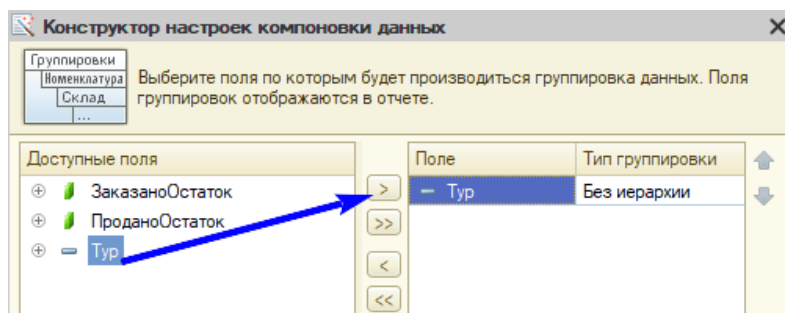 Конструктор настроек компоновки данных
Группировки
Номенклатура
Склад
...
Выберите поля по которым будет производиться группировка данных. Поля
группировок отображаются в отчете.
Доступные поля
ЗаказаноОстаток
ПроданоОстаток
Тур
>
>>
<
<<
Поле Тип группировки
Тур Без иерархии